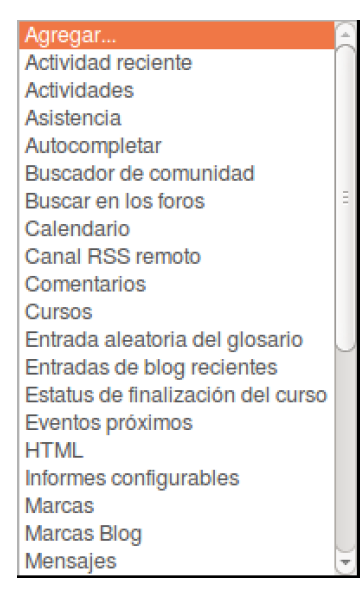 Agregar...
Actividad reciente
Actividades
Asistencia
Autocompletar
Buscador de comunidad
Buscar en los foros
Calendario
Canal RSS remoto
Comentarios
Cursos
Entrada aleatoria del glosario
Entradas de blog recientes
Estatus de finalización del curso
Eventos próximos
HTML
Informes configurables
Marcas
Marcas Blog
Mensajes